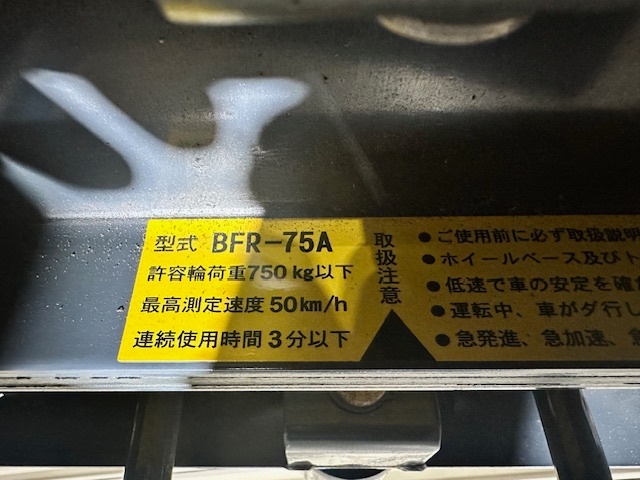 型式 BFR-75A
許容輪荷重750kg以下
最高測定速度50km/h
連続使用時間3分以下
取扱注意
●ご使用前に必ず取扱説明
●ホイールベース及びト
●低速で車の安定を確か
●運転中、車がダ行し
●急発進、急加速、